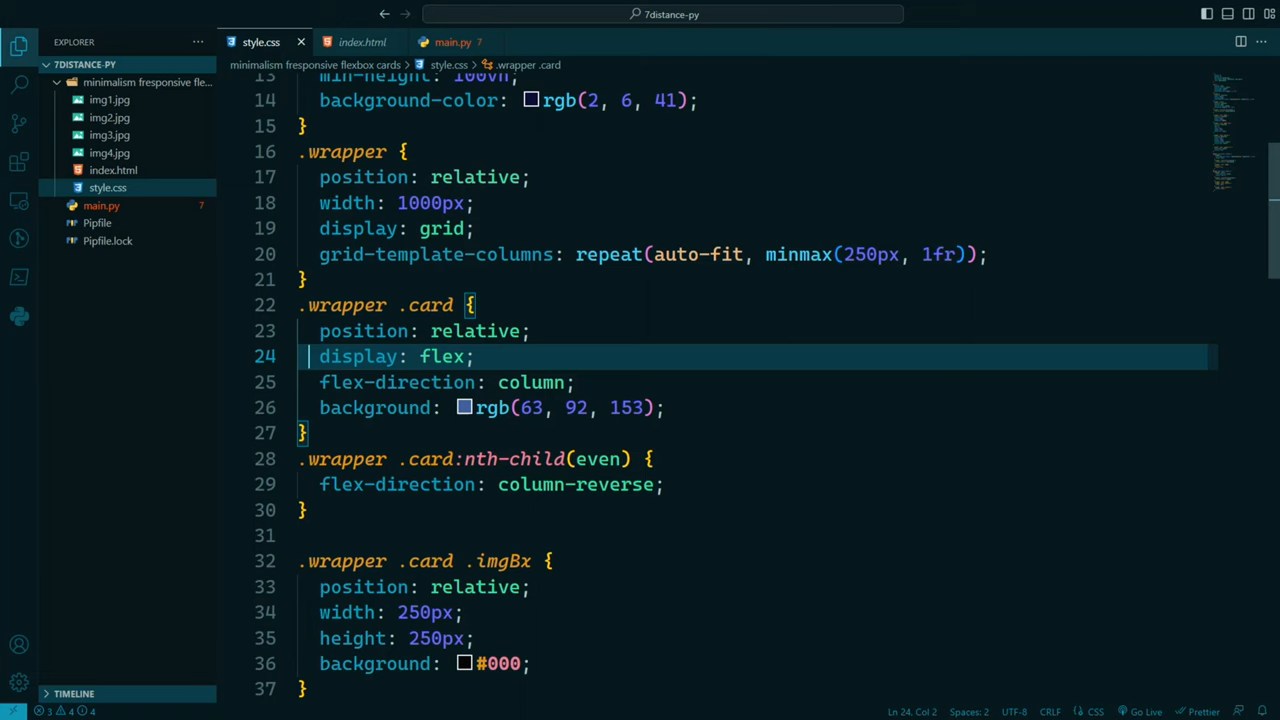 7distance-py
EXPLORER
style.css
index.html
main.py 7
7DISTANCE-PY
minimalism fresponsive flexbox cards > style.css > .wrapper .card
minimalism fresponsive fle...
img1.jpg
img2.jpg
img3.jpg
img4.jpg
index.html
style.css
main.py 7
Pipfile
Pipfile.lock
13 min-height: 100vh;
14 background-color: rgb(2, 6, 41);
15 }
16 .wrapper {
17 position: relative;
18 width: 1000px;
19 display: grid;
20 grid-template-columns: repeat(auto-fit, minmax(250px, 1fr));
21 }
22 .wrapper .card {
23 position: relative;
24 display: flex;
25 flex-direction: column;
26 background: rgb(63, 92, 153);
27 }
28 .wrapper .card:nth-child(even) {
29 flex-direction: column-reverse;
30 }
31
32 .wrapper .card .imgBx {
33 position: relative;
34 width: 250px;
35 height: 250px;
36 background: #000;
37 }
TIMELINE
3 4 4
Ln 24, Col 2 Spaces: 2 UTF-8 CRLF CSS Go Live Prettier